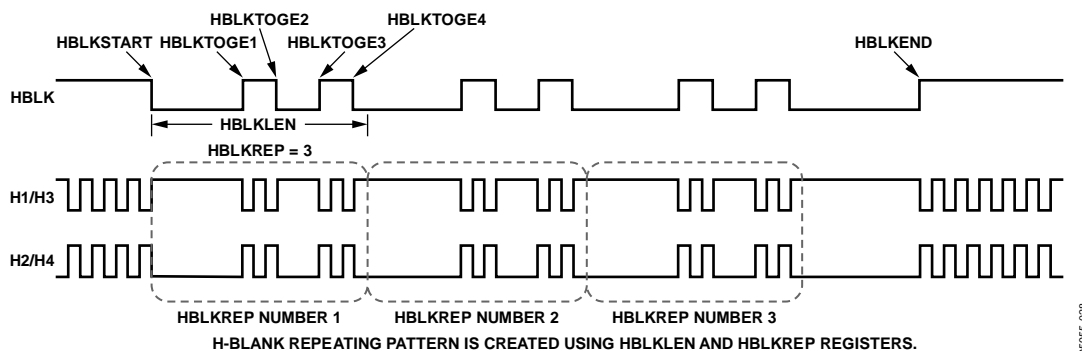 HBLKTOGE2 HBLKTOGE4
HBLKSTART HBLKTOGE1 HBLKTOGE3 HBLKEND
HBLK
HBLKLEN
HBLKREP = 3
H1/H3
H2/H4
HBLKREP NUMBER 1 HBLKREP NUMBER 2 HBLKREP NUMBER 3
H-BLANK REPEATING PATTERN IS CREATED USING HBLKLEN AND HBLKREP REGISTERS.